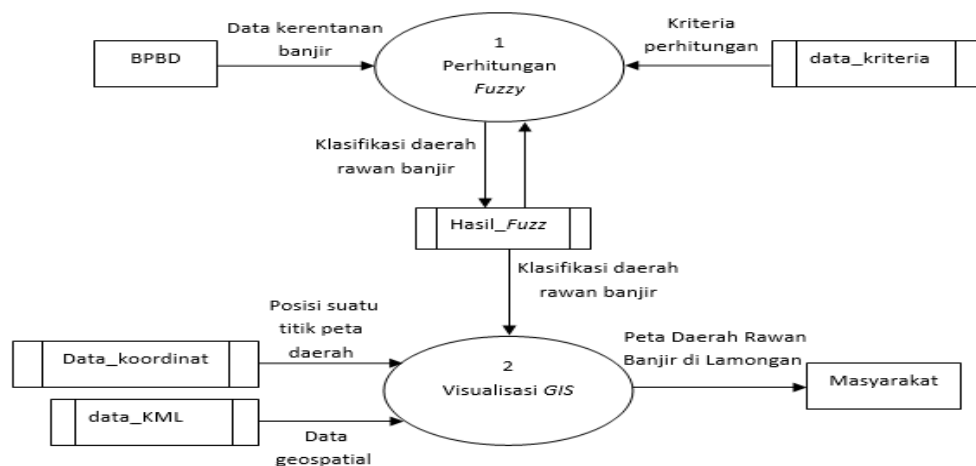 BPBD
Data kerentanan
banjir
1
Perhitungan
Fuzzy
Kriteria
perhitungan
data_kriteria
Klasifikasi daerah
rawan banjir
Hasil_Fuzz
Klasifikasi daerah
rawan banjir
Posisi suatu
titik peta
daerah
Data_koordinat
data_KML
Data
geospatial
2
Visualisasi GIS
Peta Daerah Rawan
Banjir di Lamongan
Masyarakat